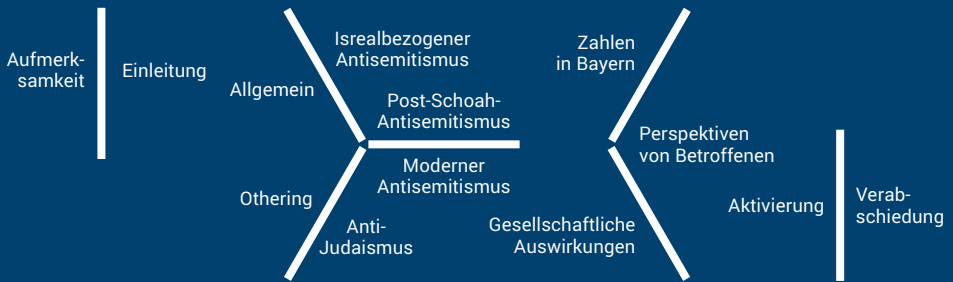 Aufmerk-
samkeit
Einleitung
Allgemein
Othering
Isrealbezogener
Antisemitismus
Post-Schoah-
Antisemitismus
Moderner
Antisemitismus
Anti-
Judaismus
Zahlen
in Bayern
Perspektiven
von Betroffenen
Gesellschaftliche
Auswirkungen
Aktivierung
Verab-
schiedung